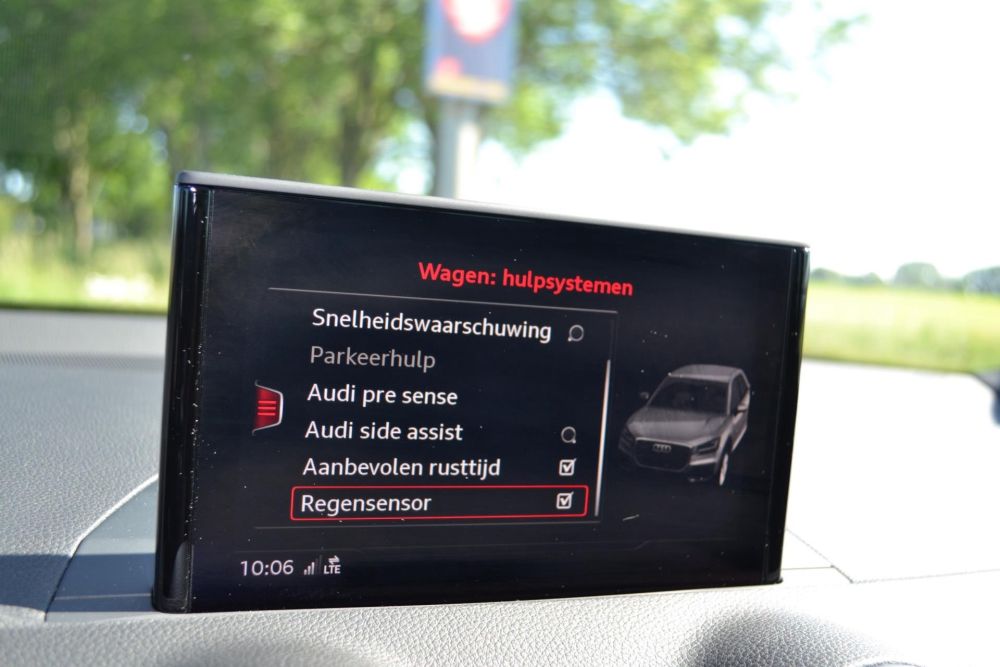 Wagen: hulpsystemen
Snelheidswaarschuwing
Parkeerhulp
Audi pre sense
Audi side assist
Aanbevolen rusttijd
Regensensor
10:06 LTE